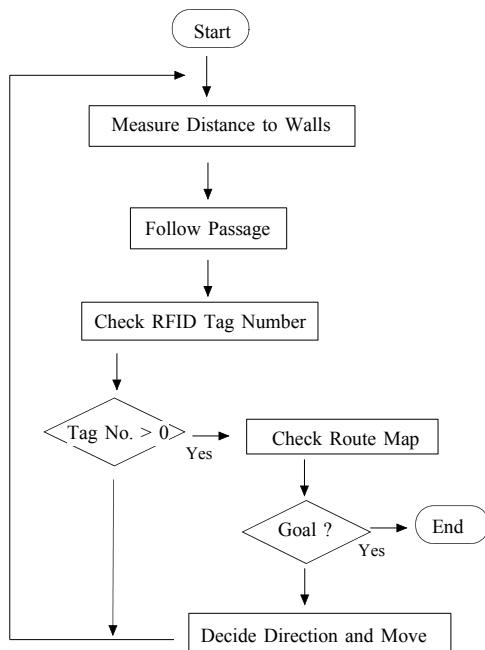 Start
Measure Distance to Walls
Follow Passage
Check RFID Tag Number
Tag No. > 0
Yes
Check Route Map
Goal ?
Yes
End
Decide Direction and Move